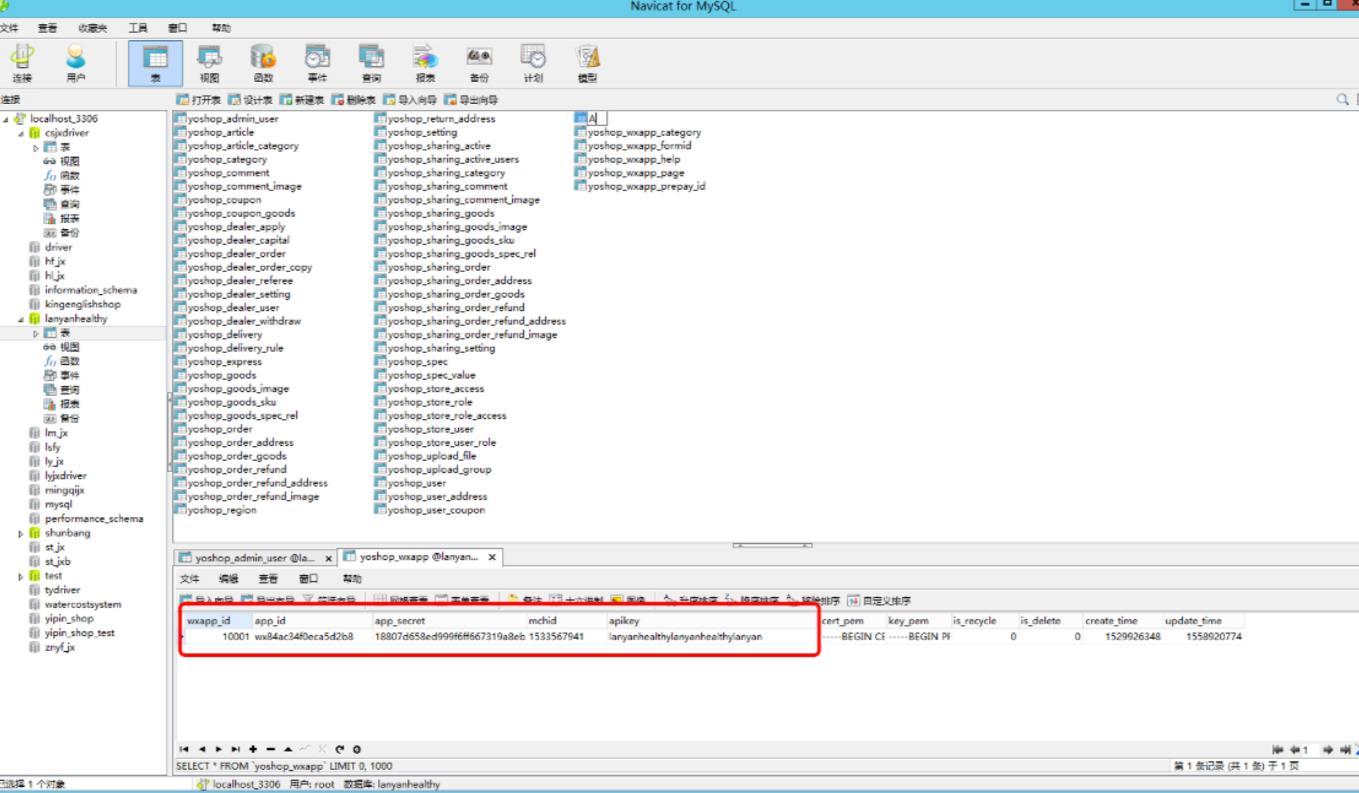 Navicat for MySQL
文件 查看 收藏夹 工具 窗口 帮助
连接 用户 表 视图 函数 事件 查询 报表 备份 计划 模型
连接 打开表 设计表 新建表 删除表 导入向导 导出向导
localhost_3306
csjxdriver
表
视图
函数
事件
查询
报表
备份
driver
hf_jx
hl_jx
information_schema
kingenglishshop
lanyanhealthy
表
视图
函数
事件
查询
报表
备份
lm_jx
lsfy
ly_jx
lyjxdriver
mingqijx
mysql
performance_schema
shunbang
st_jx
st_jxb
test
tydriver
watercostsystem
yipin_shop
yipin_shop_test
znyf_jx
yoshop_admin_user
yoshop_article
yoshop_article_category
yoshop_category
yoshop_comment
yoshop_comment_image
yoshop_coupon
yoshop_coupon_goods
yoshop_dealer_apply
yoshop_dealer_capital
yoshop_dealer_order
yoshop_dealer_order_copy
yoshop_dealer_referee
yoshop_dealer_setting
yoshop_dealer_user
yoshop_dealer_withdraw
yoshop_delivery
yoshop_delivery_rule
yoshop_express
yoshop_goods
yoshop_goods_image
yoshop_goods_sku
yoshop_goods_spec_rel
yoshop_order
yoshop_order_address
yoshop_order_goods
yoshop_order_refund
yoshop_order_refund_address
yoshop_order_refund_image
yoshop_region
yoshop_return_address
yoshop_setting
yoshop_sharing_active
yoshop_sharing_active_users
yoshop_sharing_category
yoshop_sharing_comment
yoshop_sharing_comment_image
yoshop_sharing_goods
yoshop_sharing_goods_image
yoshop_sharing_goods_sku
yoshop_sharing_goods_spec_rel
yoshop_sharing_order
yoshop_sharing_order_address
yoshop_sharing_order_goods
yoshop_sharing_order_refund
yoshop_sharing_order_refund_address
yoshop_sharing_order_refund_image
yoshop_sharing_setting
yoshop_spec
yoshop_spec_value
yoshop_store_access
yoshop_store_role
yoshop_store_role_access
yoshop_store_user
yoshop_store_user_role
yoshop_upload_file
yoshop_upload_group
yoshop_user
yoshop_user_address
yoshop_user_coupon
A
yoshop_wxapp_category
yoshop_wxapp_formid
yoshop_wxapp_help
yoshop_wxapp_page
yoshop_wxapp_prepay_id
yoshop_admin_user @la... yoshop_wxapp @lanyan...
文件 编辑 查看 窗口 帮助
导入向导 导出向导 筛选向导 网格查看 表单查看 备注 十六进制 图像 升序排序 降序排序 移除排序 自定义排序
wxapp_id app_id app_secret mchid apikey cert_pem key_pem is_recycle is_delete create_time update_time
10001 wx84ac34f0eca5d2b8 18807d658ed999f6ff667319a8eb 1533567941 lanyanhealthylanyanhealthylanyan -----BEGIN CE -----BEGIN PF 0 0 1529926348 1558920774
1
SELECT * FROM `yoshop_wxapp` LIMIT 0, 1000 第 1 条记录 (共 1 条) 于 1 页
已选择 1 个对象 localhost_3306 用户: root 数据库: lanyanhealthy